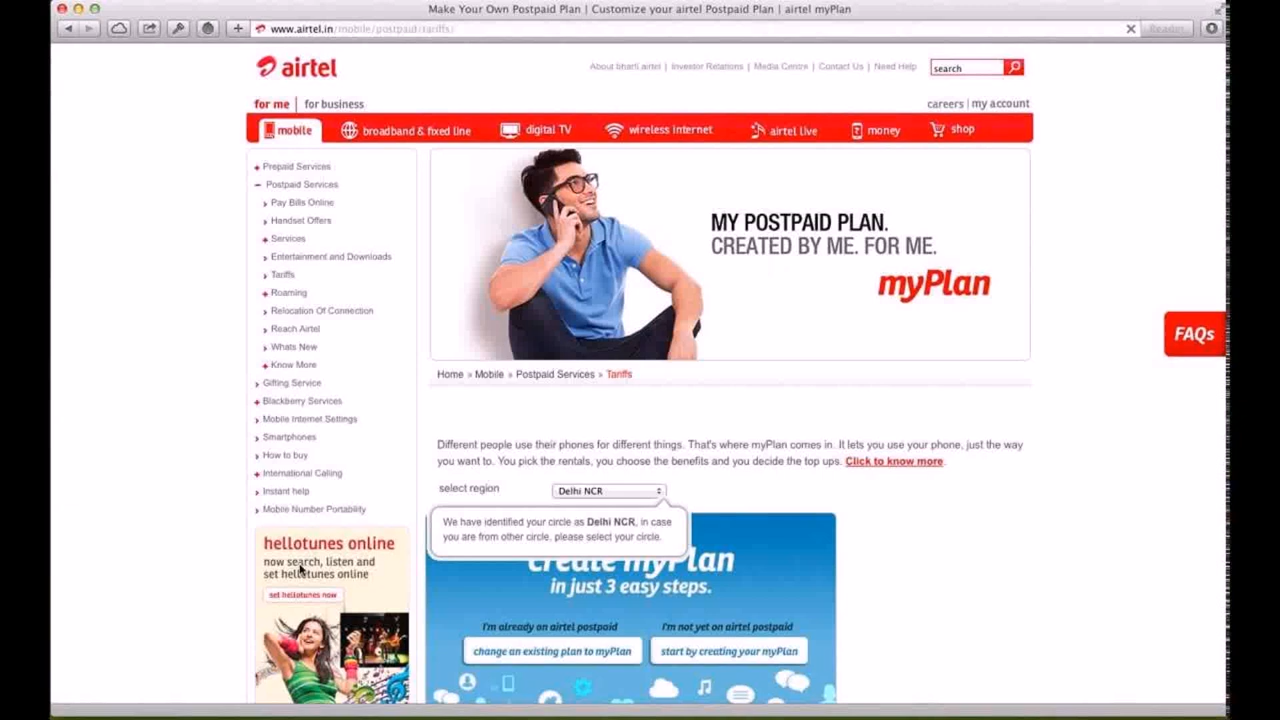 Make Your Own Postpaid Plan | Customize your airtel Postpaid Plan | airtel myPlan
www.airtel.in/mobile/postpaid/tariffs/
Reader
airtel
About bharti airtel | Investor Relations | Media Centre | Contact Us | Need Help
search
for me | for business
careers | my account
mobile
broadband & fixed line
digital TV
wireless internet
airtel live
money
shop
Prepaid Services
Postpaid Services
Pay Bills Online
Handset Offers
Services
Entertainment and Downloads
Tariffs
Roaming
Relocation Of Connection
Reach Airtel
Whats New
Know More
Gifting Service
Blackberry Services
Mobile Internet Settings
Smartphones
How to buy
International Calling
Instant help
Mobile Number Portability
hellotunes online
now search, listen and
set hellotunes online
set hellotunes now
MY POSTPAID PLAN.
CREATED BY ME. FOR ME.
myPlan
FAQs
Home » Mobile » Postpaid Services » Tariffs
Different people use their phones for different things. That's where myPlan comes in. It lets you use your phone, just the way
you want to. You pick the rentals, you choose the benefits and you decide the top ups. Click to know more.
select region
Delhi NCR
We have identified your circle as Delhi NCR, in case
you are from other circle, please select your circle.
create myPlan
in just 3 easy steps.
I'm already on airtel postpaid
change an existing plan to myPlan
I'm not yet on airtel postpaid
start by creating your myPlan